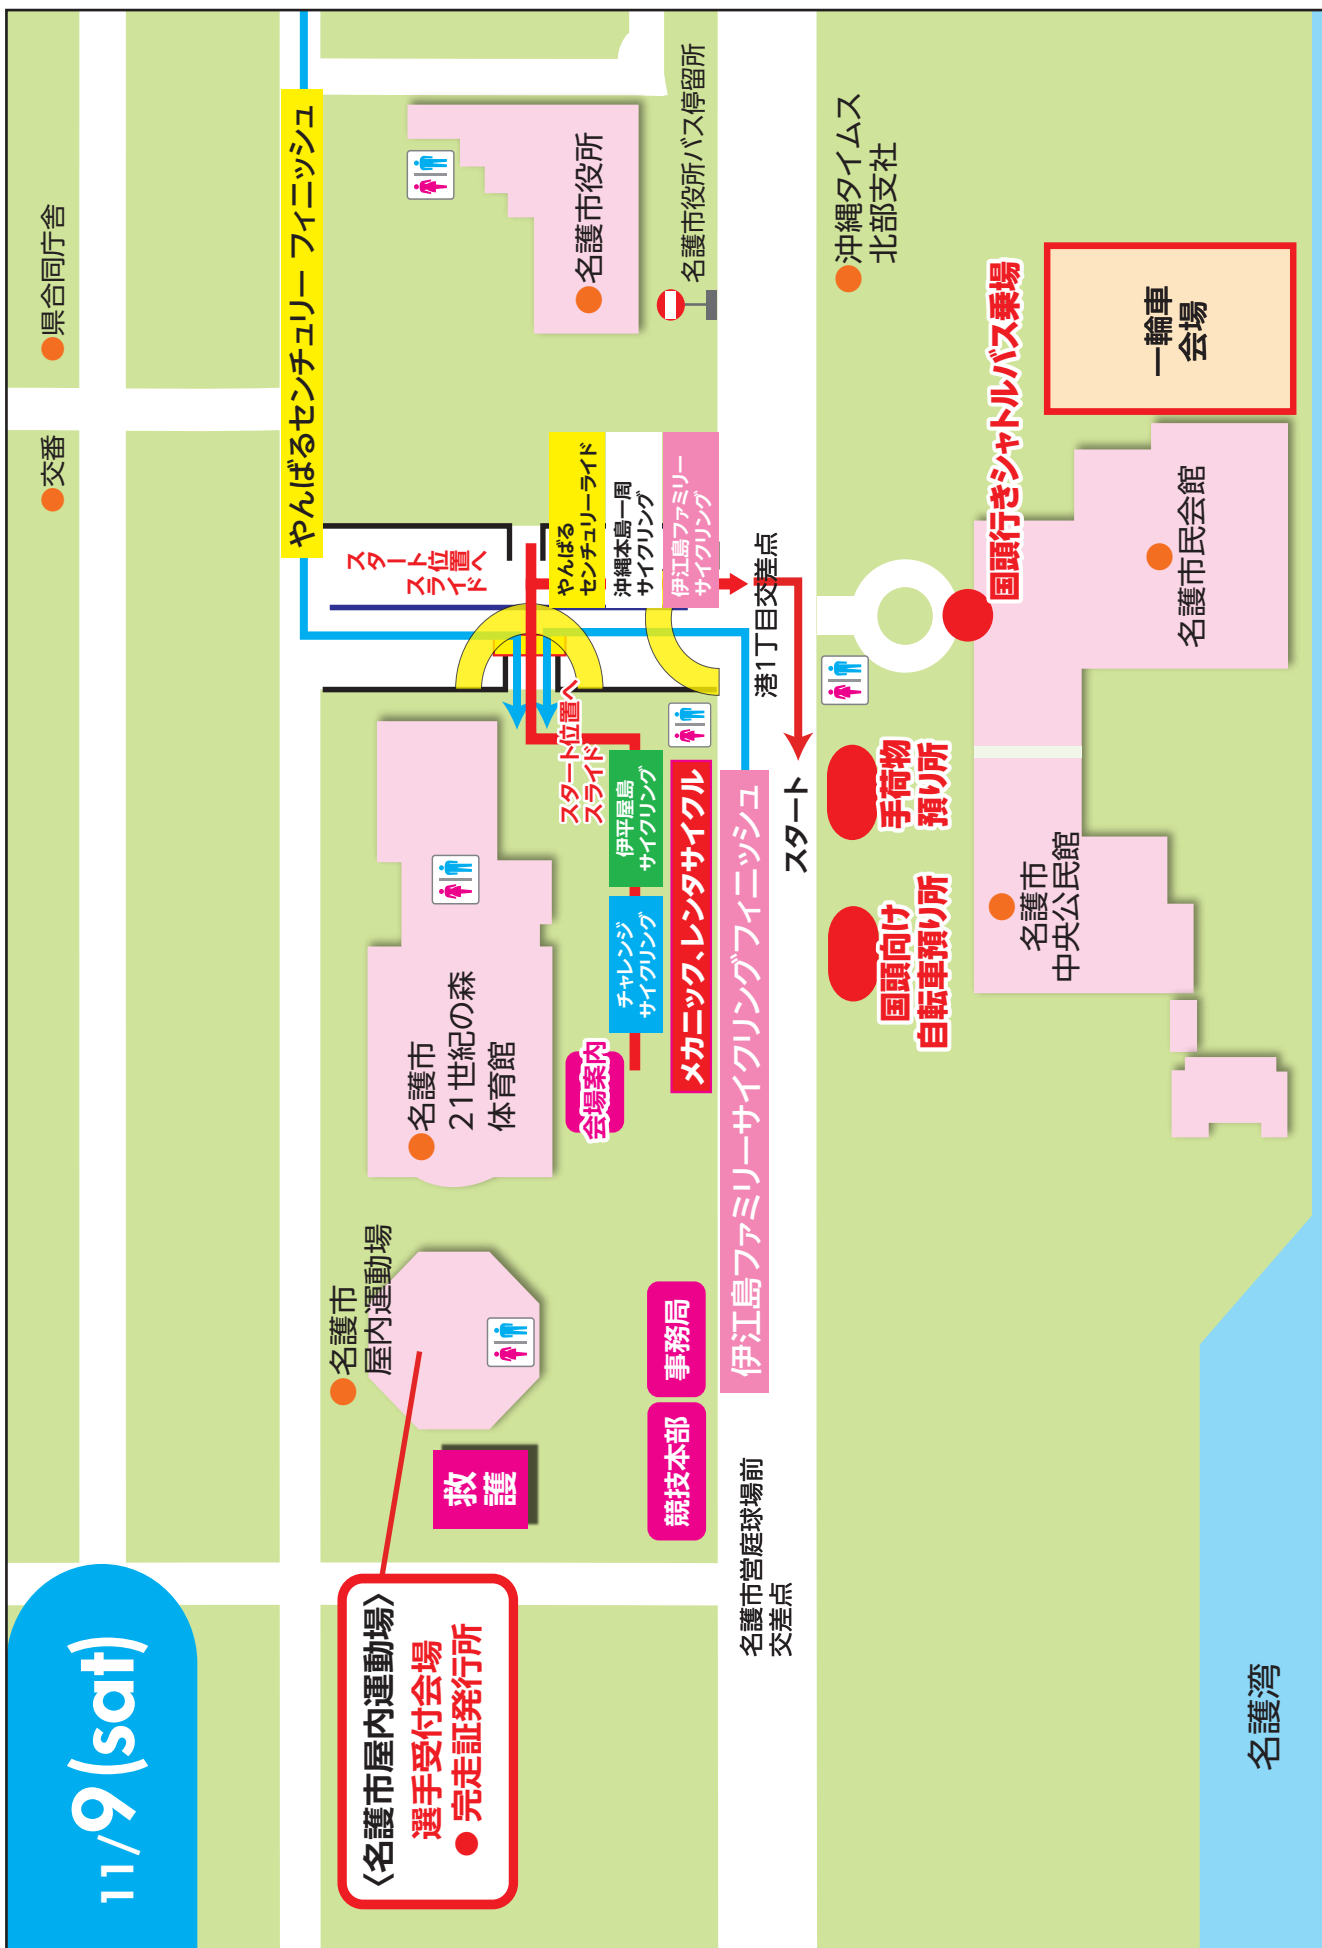 11/9(sat)
県合同庁舎
交番
やんばるセンチュリー フィニッシュ
名護市役所
名護市役所バス停留所
沖縄タイムス
北部支社
スタート位置へ
スライド
やんばる
センチュリーライド
沖縄本島一周
サイクリング
伊江島ファミリー
サイクリング
港1丁目交差点
国頭行きシャトルバス乗場
一輪車
会場
名護市民会館
スタート位置へ
スライド
伊平屋島
サイクリング
チャレンジ
サイクリング
メカニック、レンタサイクル
伊江島ファミリーサイクリングフィニッシュ
スタート
手荷物
預り所
国頭向け
自転車預り所
名護市
中央公民館
名護市
21世紀の森
体育館
会場案内
名護市
屋内運動場
救
護
事務局
競技本部
名護市営庭球場前
交差点
〈名護市屋内運動場〉
選手受付会場
● 完走証発行所
名護湾